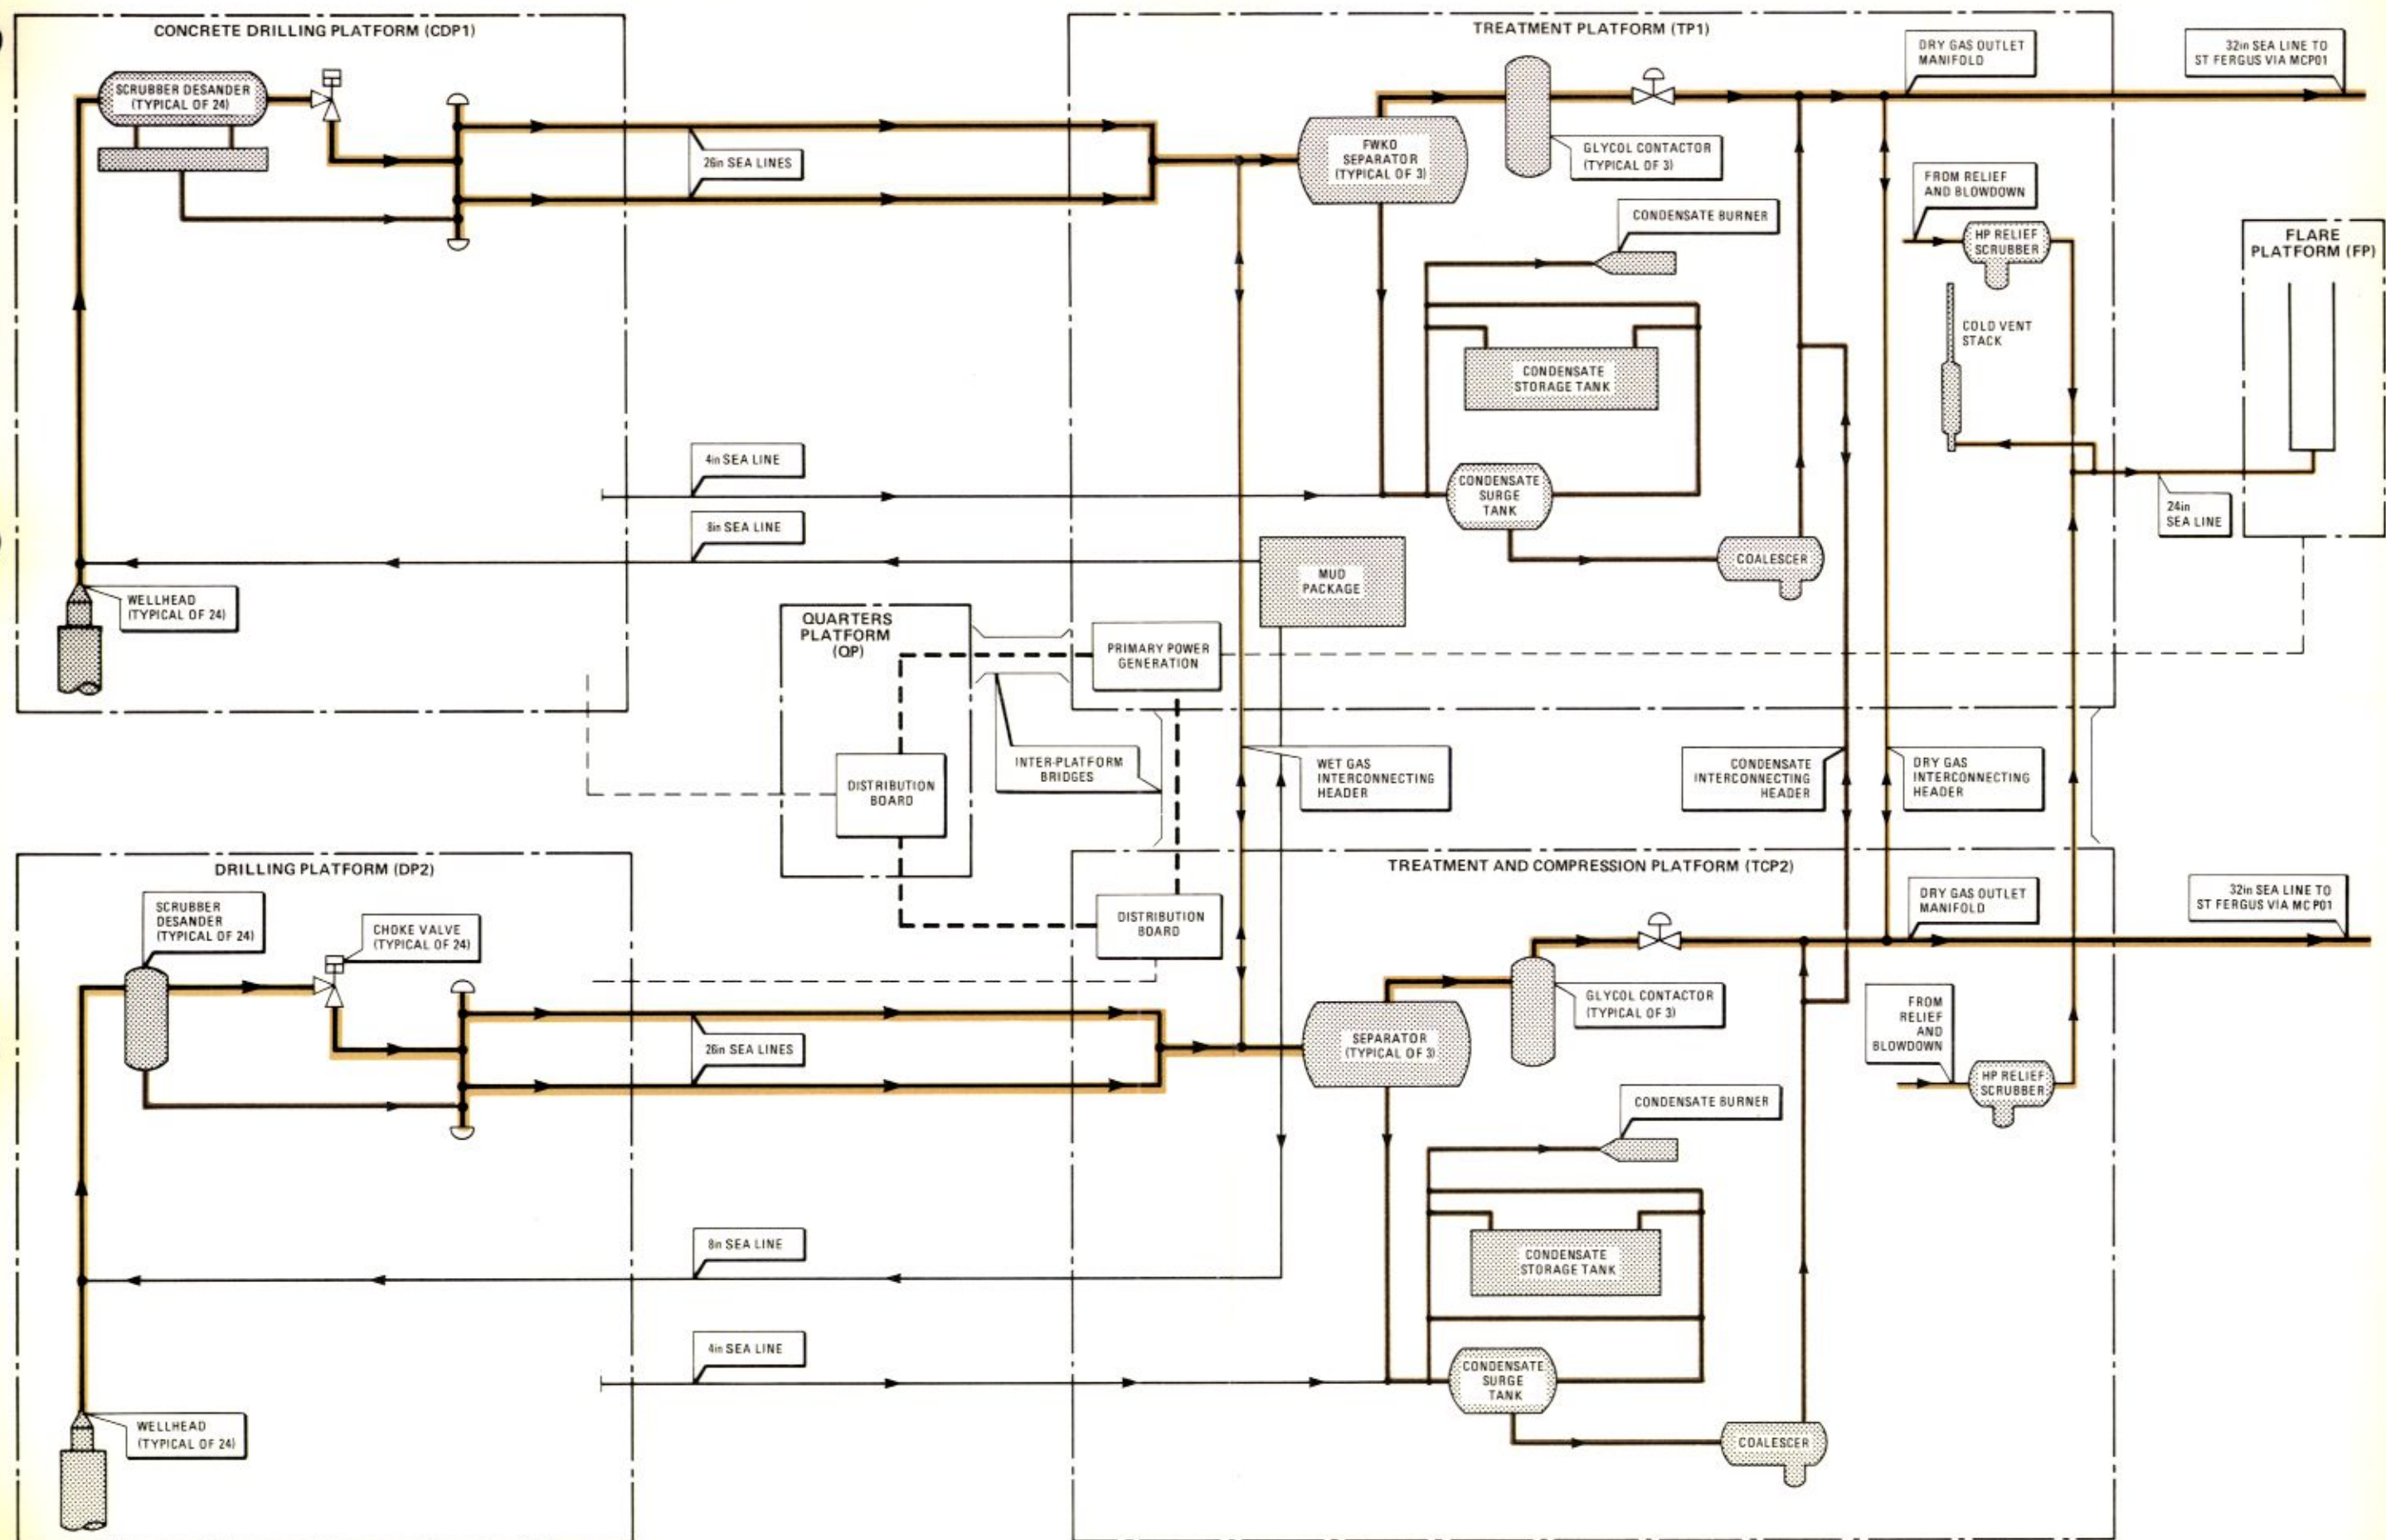 CONCRETE DRILLING PLATFORM (CDP1)
SCRUBBER DESANDER
(TYPICAL OF 24)
26in SEA LINES
4in SEA LINE
8in SEA LINE
WELLHEAD
(TYPICAL OF 24)
TREATMENT PLATFORM (TP1)
DRY GAS OUTLET
MANIFOLD
32in SEA LINE TO
ST FERGUS VIA MCP01
FWKO
SEPARATOR
(TYPICAL OF 3)
GLYCOL CONTACTOR
(TYPICAL OF 3)
CONDENSATE BURNER
FROM RELIEF
AND BLOWDOWN
HP RELIEF
SCRUBBER
FLARE
PLATFORM (FP)
COLD VENT
STACK
CONDENSATE
STORAGE TANK
CONDENSATE
SURGE
TANK
24in
SEA LINE
COALESCER
MUD
PACKAGE
QUARTERS
PLATFORM
(QP)
PRIMARY POWER
GENERATION
DISTRIBUTION
BOARD
INTER-PLATFORM
BRIDGES
WET GAS
INTERCONNECTING
HEADER
CONDENSATE
INTERCONNECTING
HEADER
DRY GAS
INTERCONNECTING
HEADER
DRILLING PLATFORM (DP2)
SCRUBBER
DESANDER
(TYPICAL OF 24)
CHOKE VALVE
(TYPICAL OF 24)
26in SEA LINES
8in SEA LINE
4in SEA LINE
WELLHEAD
(TYPICAL OF 24)
TREATMENT AND COMPRESSION PLATFORM (TCP2)
DISTRIBUTION
BOARD
DRY GAS OUTLET
MANIFOLD
32in SEA LINE TO
ST FERGUS VIA MCP01
SEPARATOR
(TYPICAL OF 3)
GLYCOL CONTACTOR
(TYPICAL OF 3)
FROM
RELIEF
AND
BLOWDOWN
HP RELIEF
SCRUBBER
CONDENSATE BURNER
CONDENSATE
STORAGE TANK
CONDENSATE
SURGE
TANK
COALESCER